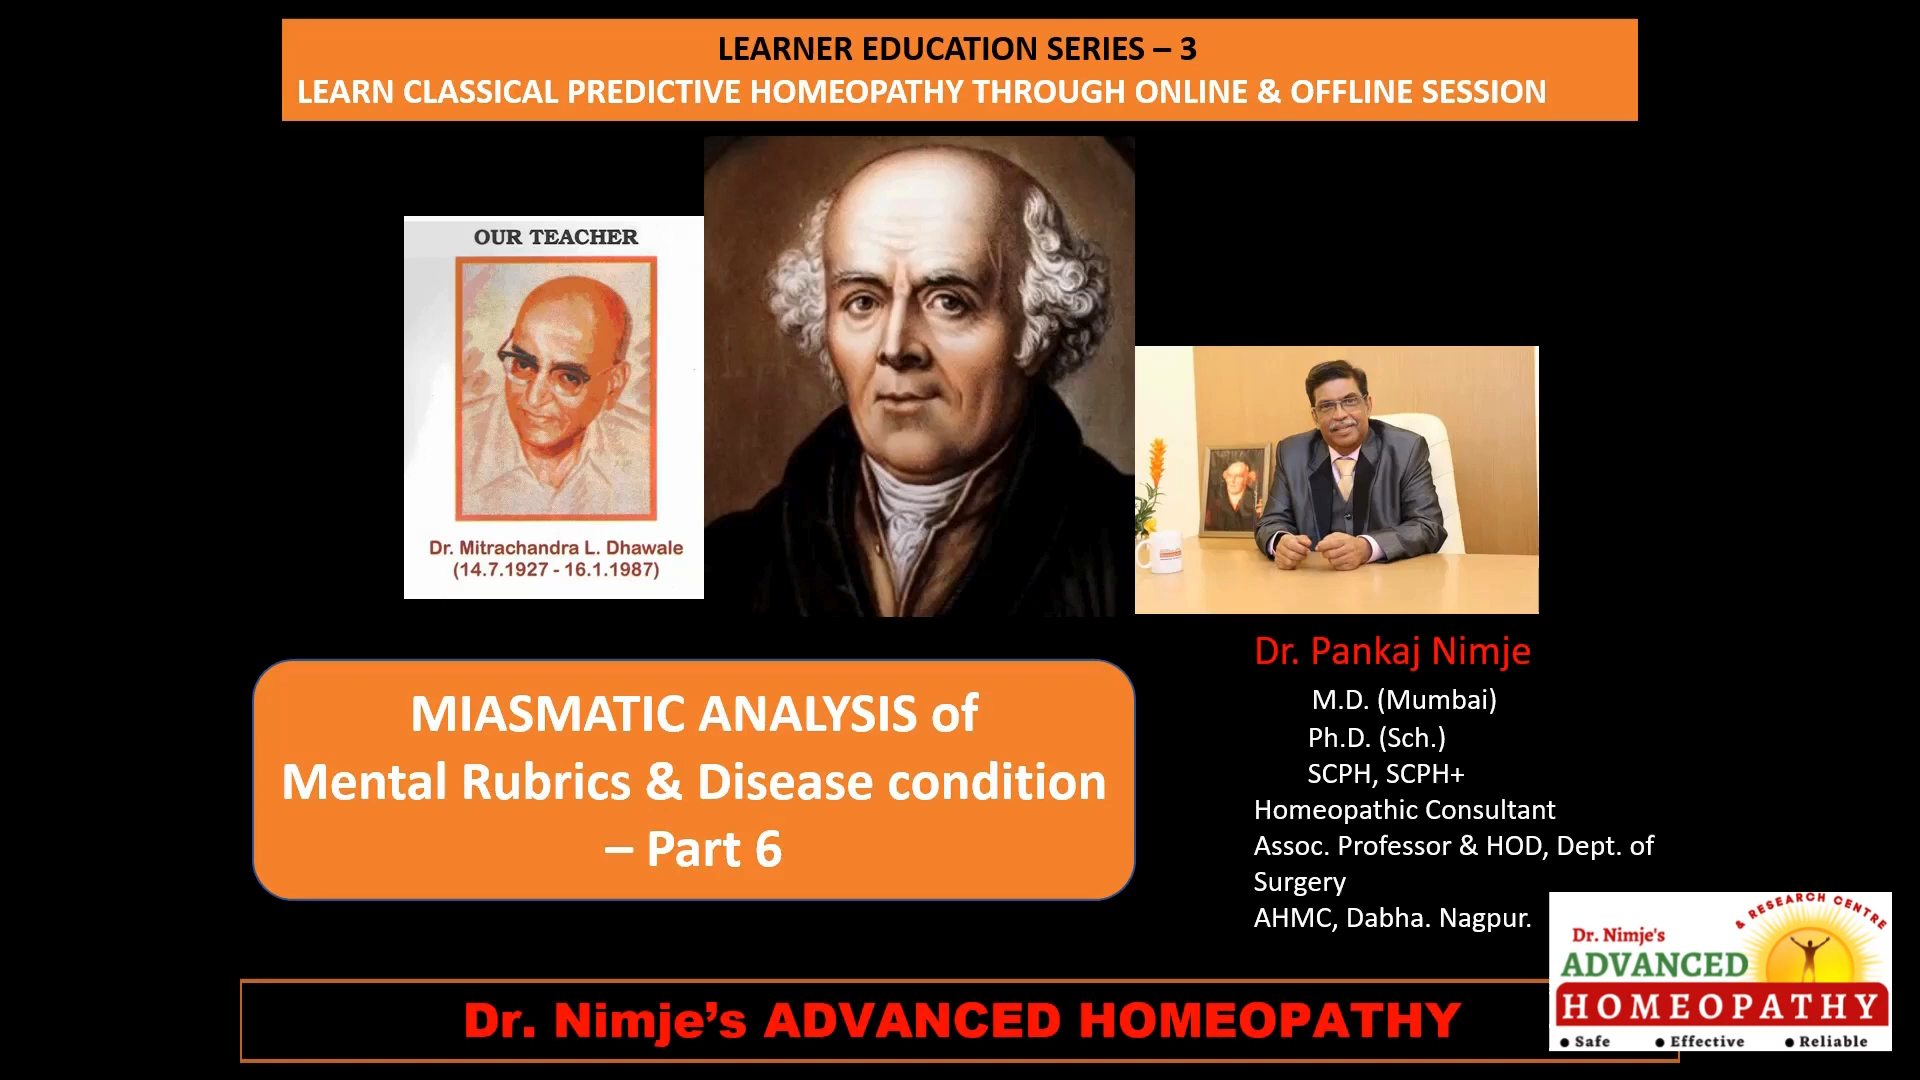 LEARNER EDUCATION SERIES – 3
LEARN CLASSICAL PREDICTIVE HOMEOPATHY THROUGH ONLINE & OFFLINE SESSION
OUR TEACHER
Dr. Mitrachandra L. Dhawale
(14.7.1927 - 16.1.1987)
MIASMATIC ANALYSIS of
Mental Rubrics & Disease condition
– Part 6
Dr. Pankaj Nimje
M.D. (Mumbai)
Ph.D. (Sch.)
SCPH, SCPH+
Homeopathic Consultant
Assoc. Professor & HOD, Dept. of
Surgery
AHMC, Dabha. Nagpur.
Dr. Nimje’s ADVANCED HOMEOPATHY
& RESEARCH CENTRE
Dr. Nimje's
ADVANCED
HOMEOPATHY
● Safe ● Effective ● Reliable